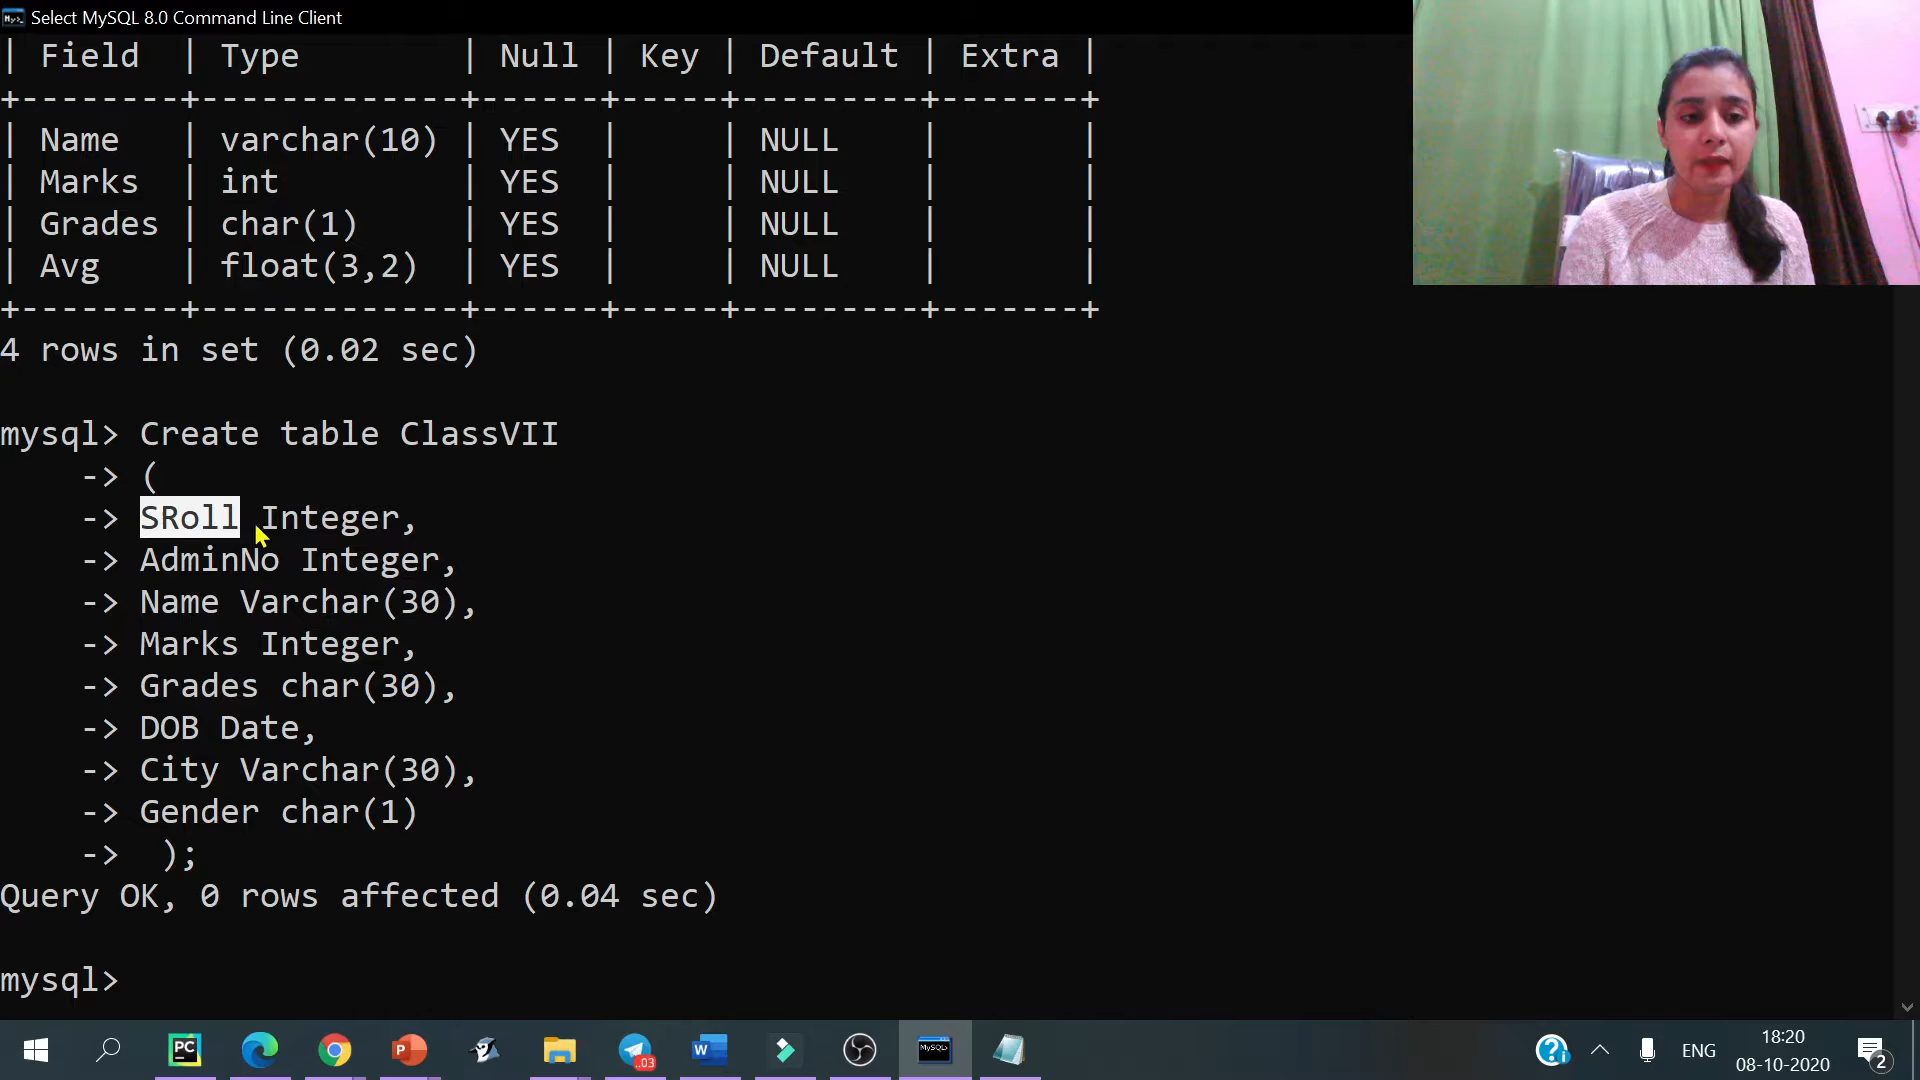 Select MySQL 8.0 Command Line Client
| Field  | Type        | Null | Key | Default | Extra |
+--------+-------------+------+-----+---------+-------+
| Name   | varchar(10) | YES  |     | NULL    |       |
| Marks  | int         | YES  |     | NULL    |       |
| Grades | char(1)     | YES  |     | NULL    |       |
| Avg    | float(3,2)  | YES  |     | NULL    |       |
+--------+-------------+------+-----+---------+-------+
4 rows in set (0.02 sec)
mysql> Create table ClassVII
    -> (
    -> SRoll Integer,
    -> AdminNo Integer,
    -> Name Varchar(30),
    -> Marks Integer,
    -> Grades char(30),
    -> DOB Date,
    -> City Varchar(30),
    -> Gender char(1)
    ->  );
Query OK, 0 rows affected (0.04 sec)
mysql>
PC
P
..03
W
MySQL
ENG
18:20
08-10-2020
2